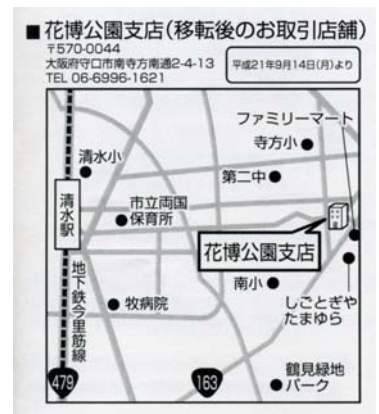 ■花博公園支店(移転後のお取引店舗)
〒570-0044
大阪府守口市南寺方南通2-4-13
TEL 06-6996-1621
平成21年9月14日(月)より
ファミリーマート
寺方小
清水小
第二中
市立両国
保育所
清水駅
花博公園支店
地下鉄今里筋線
南小
しごとぎや
たまゆら
牧病院
鶴見緑地
パーク
479
163